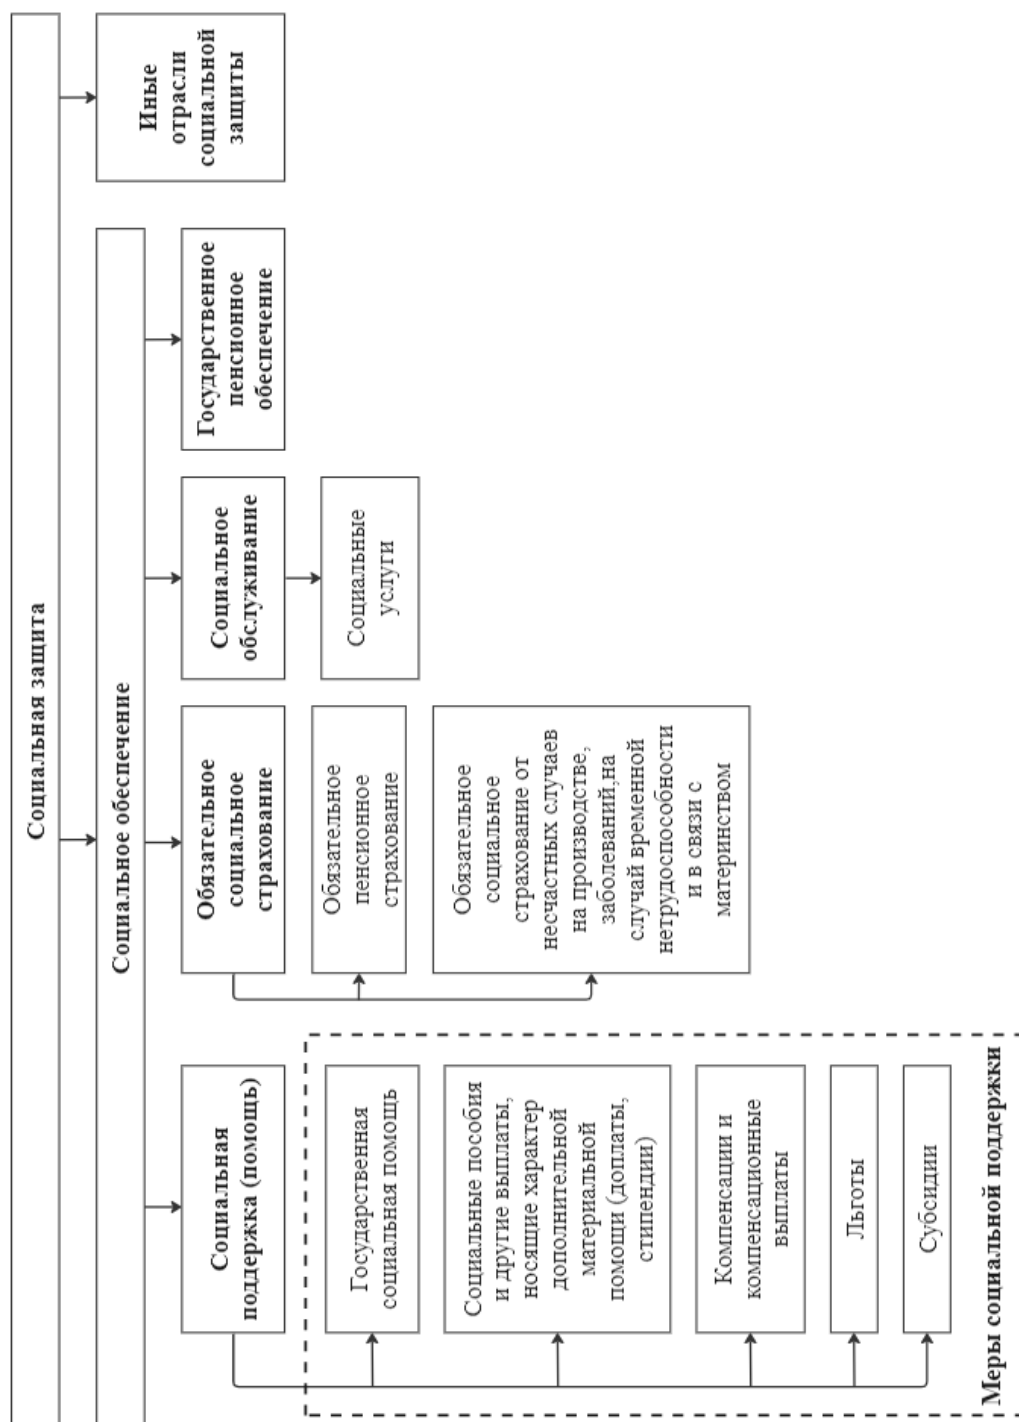 Социальная защита
Социальное обеспечение
Иные
отрасли
социальной
защиты
Социальная
поддержка (помощь)
Обязательное
социальное
страхование
Социальное
обслуживание
Государственное
пенсионное
обеспечение
Государственная
социальная помощь
Социальные пособия
и другие выплаты,
носящие характер
дополнительной
материальной
помощи (доплаты,
стипендии)
Компенсации и
компенсационные
выплаты
Льготы
Субсидии
Меры социальной поддержки
Обязательное
пенсионное
страхование
Обязательное
социальное
страхование от
несчастных случаев
на производстве,
заболеваний,на
случай временной
нетрудоспособности
и в связи с
материнством
Социальные
услуги